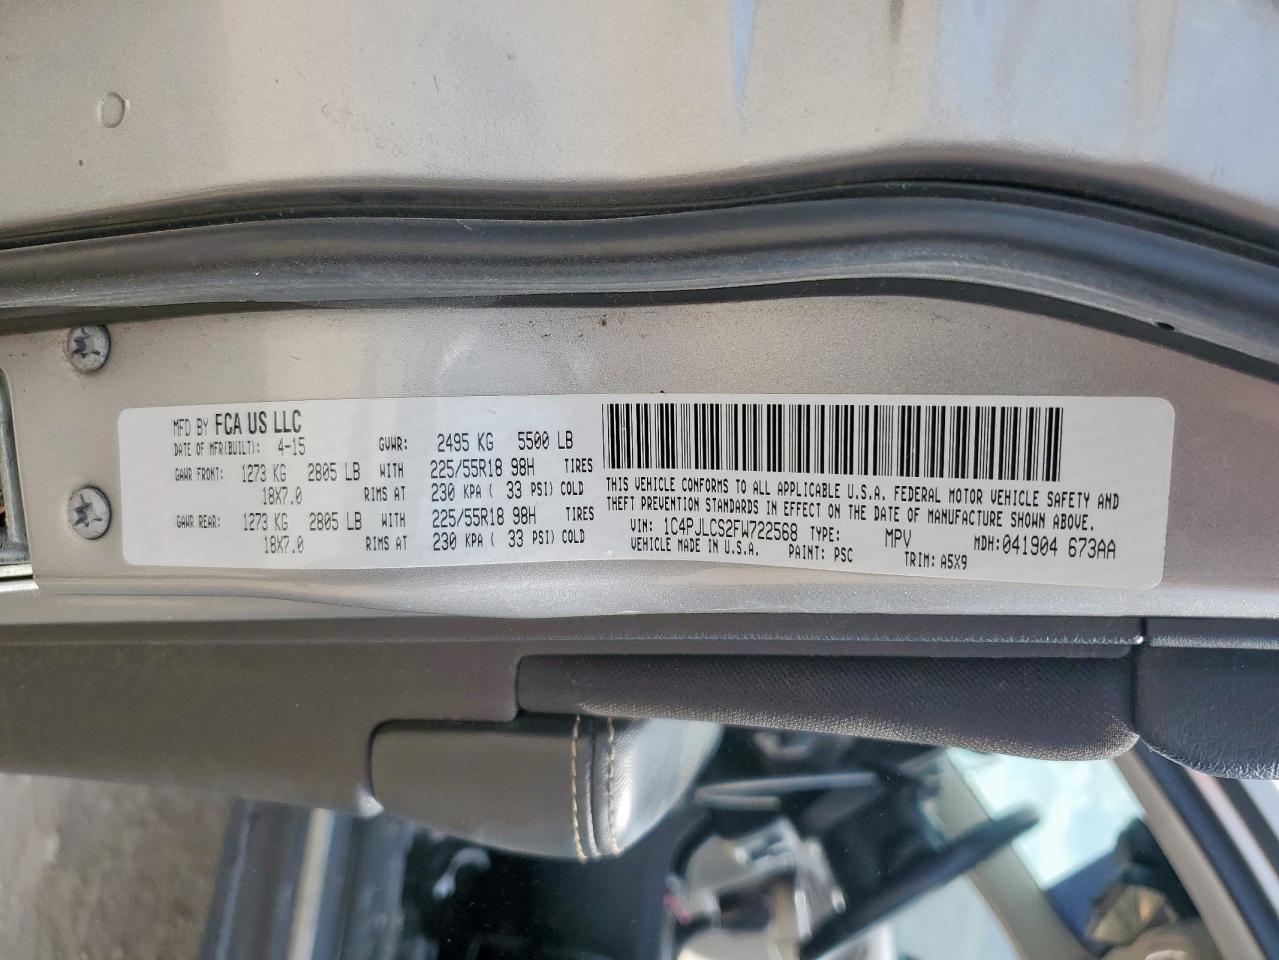 MFD BY FCA US LLC
DATE OF MFR(BUILT): 4-15 GVWR: 2495 KG 5500 LB
GAWR FRONT: 1273 KG 2805 LB WITH 225/55R18 98H TIRES
18X7.0 RIMS AT 230 KPA ( 33 PSI) COLD
GAWR REAR: 1273 KG 2805 LB WITH 225/55R18 98H TIRES
18X7.0 RIMS AT 230 KPA ( 33 PSI) COLD
THIS VEHICLE CONFORMS TO ALL APPLICABLE U.S.A. FEDERAL MOTOR VEHICLE SAFETY AND
THEFT PREVENTION STANDARDS IN EFFECT ON THE DATE OF MANUFACTURE SHOWN ABOVE.
VIN: 1C4PJLCS2FW722568 TYPE: MPV MDH: 041904 673AA
VEHICLE MADE IN U.S.A. PAINT: PSC TRIM: A5X9